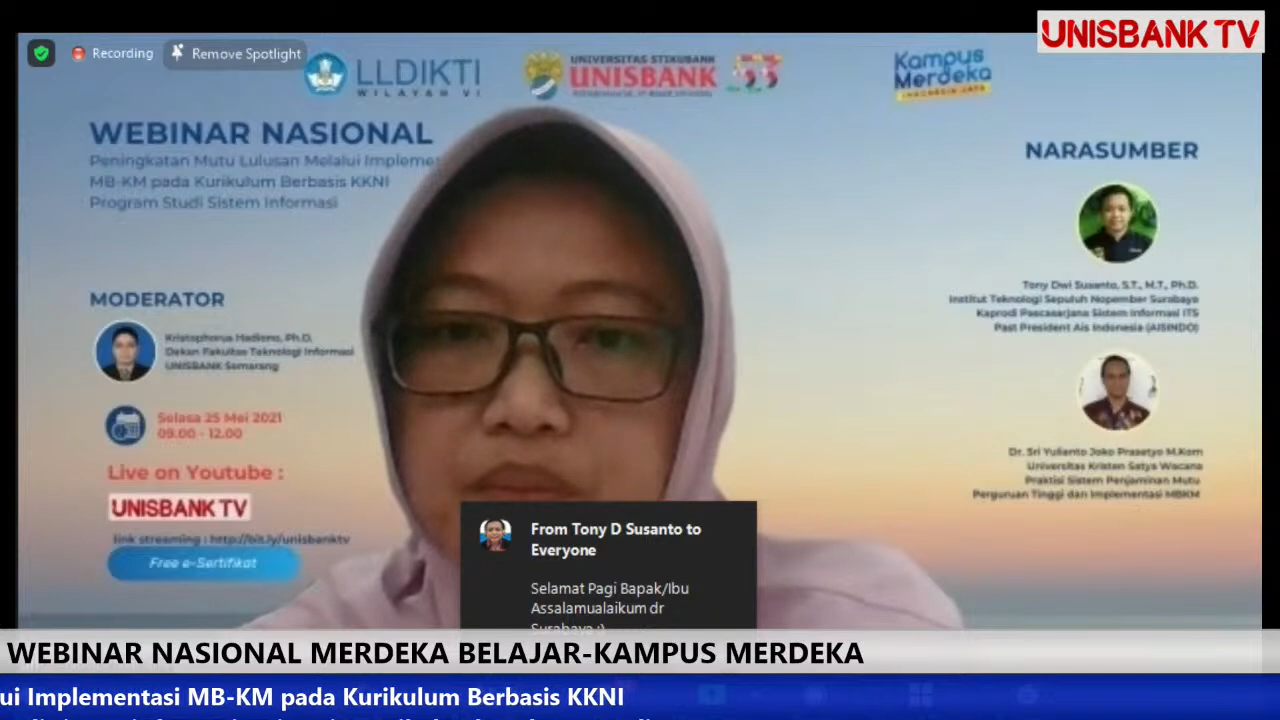 UNISBANK TV
Recording
Remove Spotlight
LLDIKTI
WILAYAH VI
UNIVERSITAS STIKUBANK
UNISBANK
Kampus
Merdeka
INDONESIA JAYA
WEBINAR NASIONAL
Peningkatan Mutu Lulusan Melalui Impleme
MB-KM pada Kurikulum Berbasis KKNI
Program Studi Sistem Informasi
MODERATOR
Kristophorus Hadiono, Ph.D.
Dekan Fakultas Teknologi Informasi
UNISBANK Semarang
Selasa 25 Mei 2021
09.00 - 12.00
Live on Youtube :
UNISBANK TV
link streaming : http://bit.ly/unisbanktv
Free e-Sertifikat
NARASUMBER
Tony Dwi Susanto, S.T., M.T., Ph.D.
Institut Teknologi Sepuluh Nopember Surabaya
Kaprodi Pascasarjana Sistem Informasi ITS
Past President Ais Indonesia (AISINDO)
Dr. Sri Yulianto Joko Prasetyo M.Kom
Universitas Kristen Satya Wacana
Praktisi Sistem Penjaminan Mutu
Perguruan Tinggi dan Implementasi MBKM
From Tony D Susanto to
Everyone
Selamat Pagi Bapak/Ibu
Assalamualaikum dr
Surabaya :)
WEBINAR NASIONAL MERDEKA BELAJAR-KAMPUS MERDEKA
ui Implementasi MB-KM pada Kurikulum Berbasis KKNI